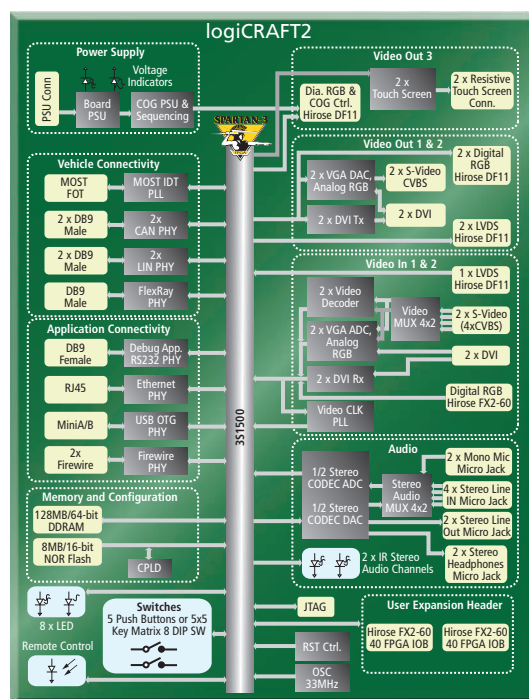 logiCRAFT2
Power Supply
PSU Conn
Voltage
Indicators
Board
PSU
COG PSU &
Sequencing
SPARTAN-3
Vehicle Connectivity
MOST
FOT
MOST IDT
PLL
2 x DB9
Male
2x
CAN PHY
2 x DB9
Male
2x
LIN PHY
DB9
Male
FlexRay
PHY
Application Connectivity
DB9
Female
Debug App.
RS232 PHY
RJ45
Ethernet
PHY
MiniA/B
USB OTG
PHY
2x
Firewire
Firewire
PHY
Memory and Configuration
128MB/64-bit
DDRAM
8MB/16-bit
NOR Flash
CPLD
8 x LED
Remote Control
Switches
5 Push Buttons or 5x5
Key Matrix 8 DIP SW
3S1500
Video Out 3
Dia. RGB &
COG Ctrl.
Hirose DF11
2 x
Touch Screen
2 x Resistive
Touch Screen
Conn.
Video Out 1 & 2
2 x VGA DAC,
Analog RGB
2 x S-Video
CVBS
2 x Digital
RGB
Hirose DF11
2 x DVI Tx
2 x DVI
2 x LVDS
Hirose DF11
Video In 1 & 2
1 x LVDS
Hirose DF11
2 x Video
Decoder
Video
MUX 4x2
2 x S-Video
(4xCVBS)
2 x VGA ADC,
Analog
RGB
2 x DVI
2 x DVI Rx
Digital RGB
Hirose FX2-60
Video CLK
PLL
Audio
1/2 Stereo
CODEC ADC
1/2 Stereo
CODEC DAC
Stereo
Audio
MUX 4x2
2 x Mono Mic
Micro Jack
4 x Stereo Line
IN Micro Jack
2 x Stereo Line
Out Micro Jack
2 x Stereo
Headphones
Micro Jack
2 x IR Stereo
Audio Channels
JTAG
RST Ctrl.
OSC
33MHz
User Expansion Header
Hirose FX2-60
40 FPGA IOB
Hirose FX2-60
40 FPGA IOB